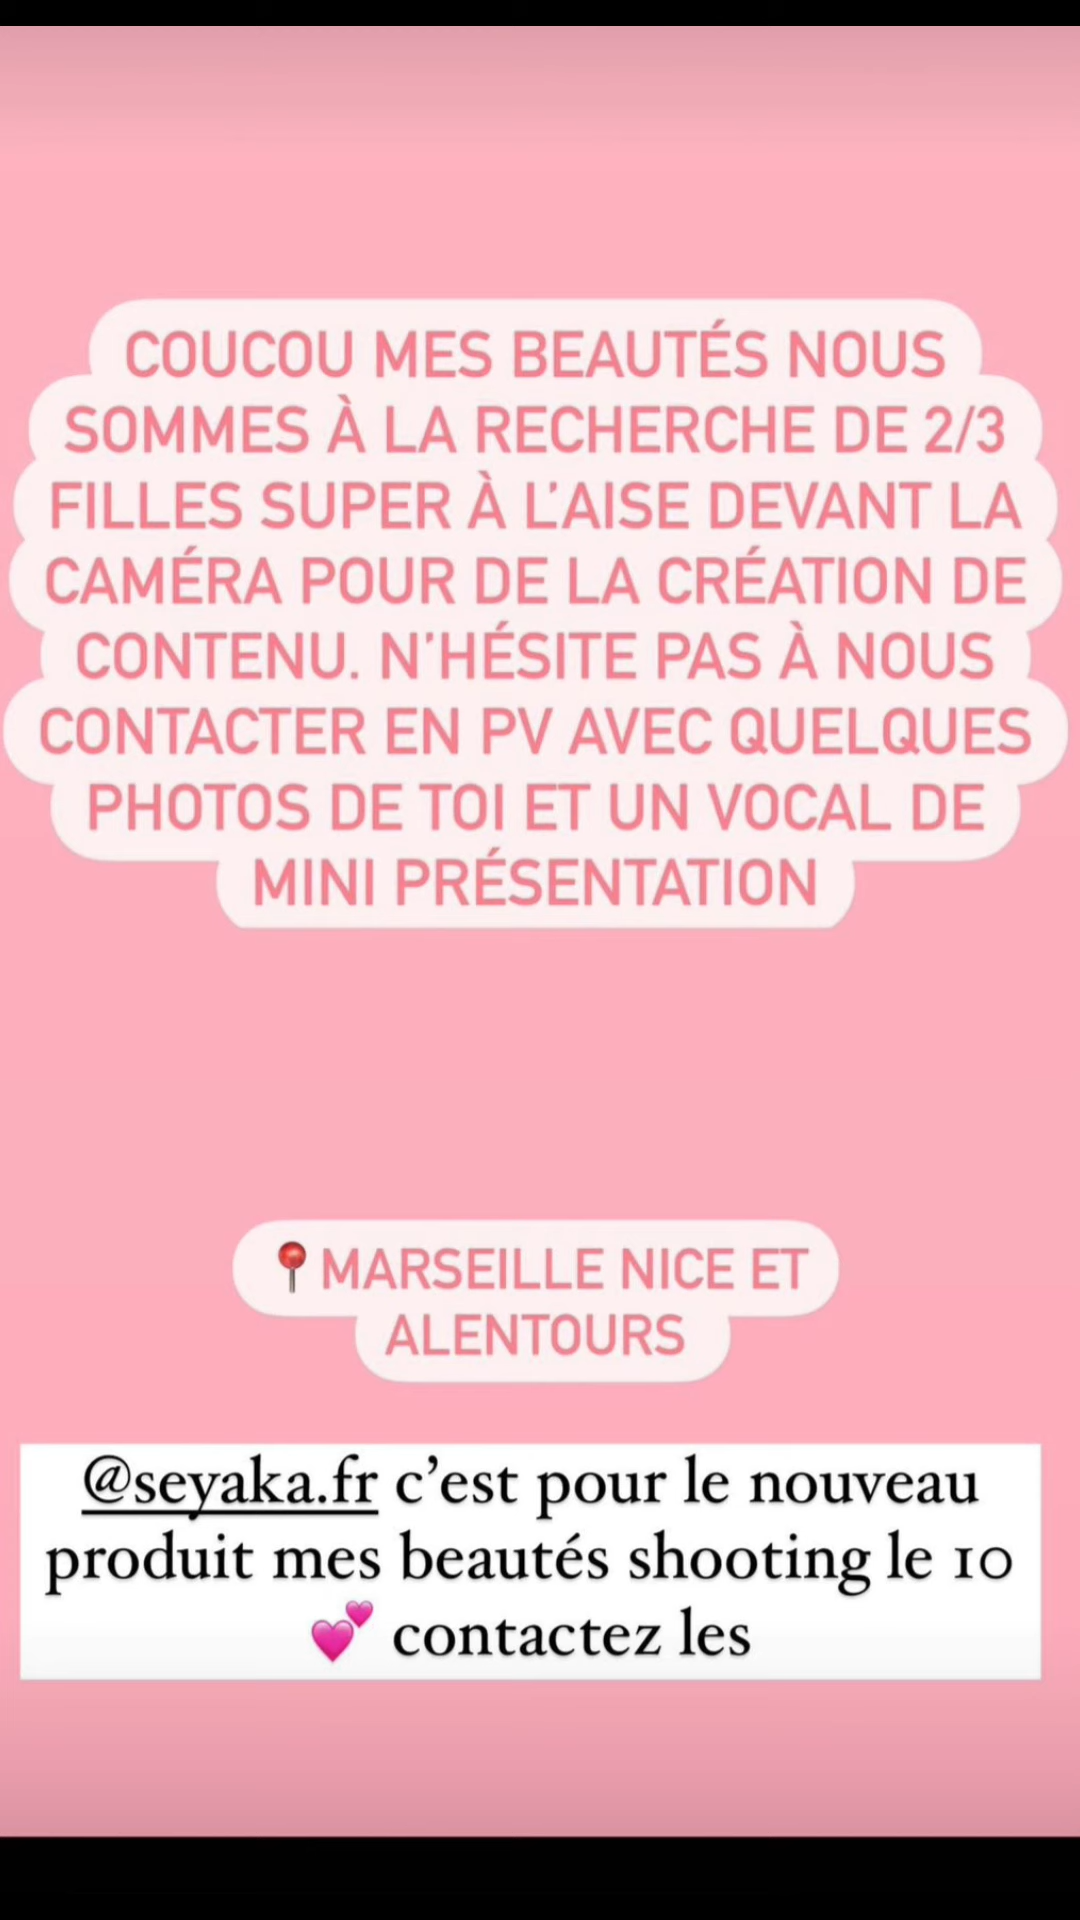 COUCOU MES BEAUTÉS NOUS
SOMMES À LA RECHERCHE DE 2/3
FILLES SUPER À L’AISE DEVANT LA
CAMÉRA POUR DE LA CRÉATION DE
CONTENU. N’HÉSITE PAS À NOUS
CONTACTER EN PV AVEC QUELQUES
PHOTOS DE TOI ET UN VOCAL DE
MINI PRÉSENTATION
📍MARSEILLE NICE ET
ALENTOURS
@seyaka.fr c’est pour le nouveau
produit mes beautés shooting le 10
💕 contactez les